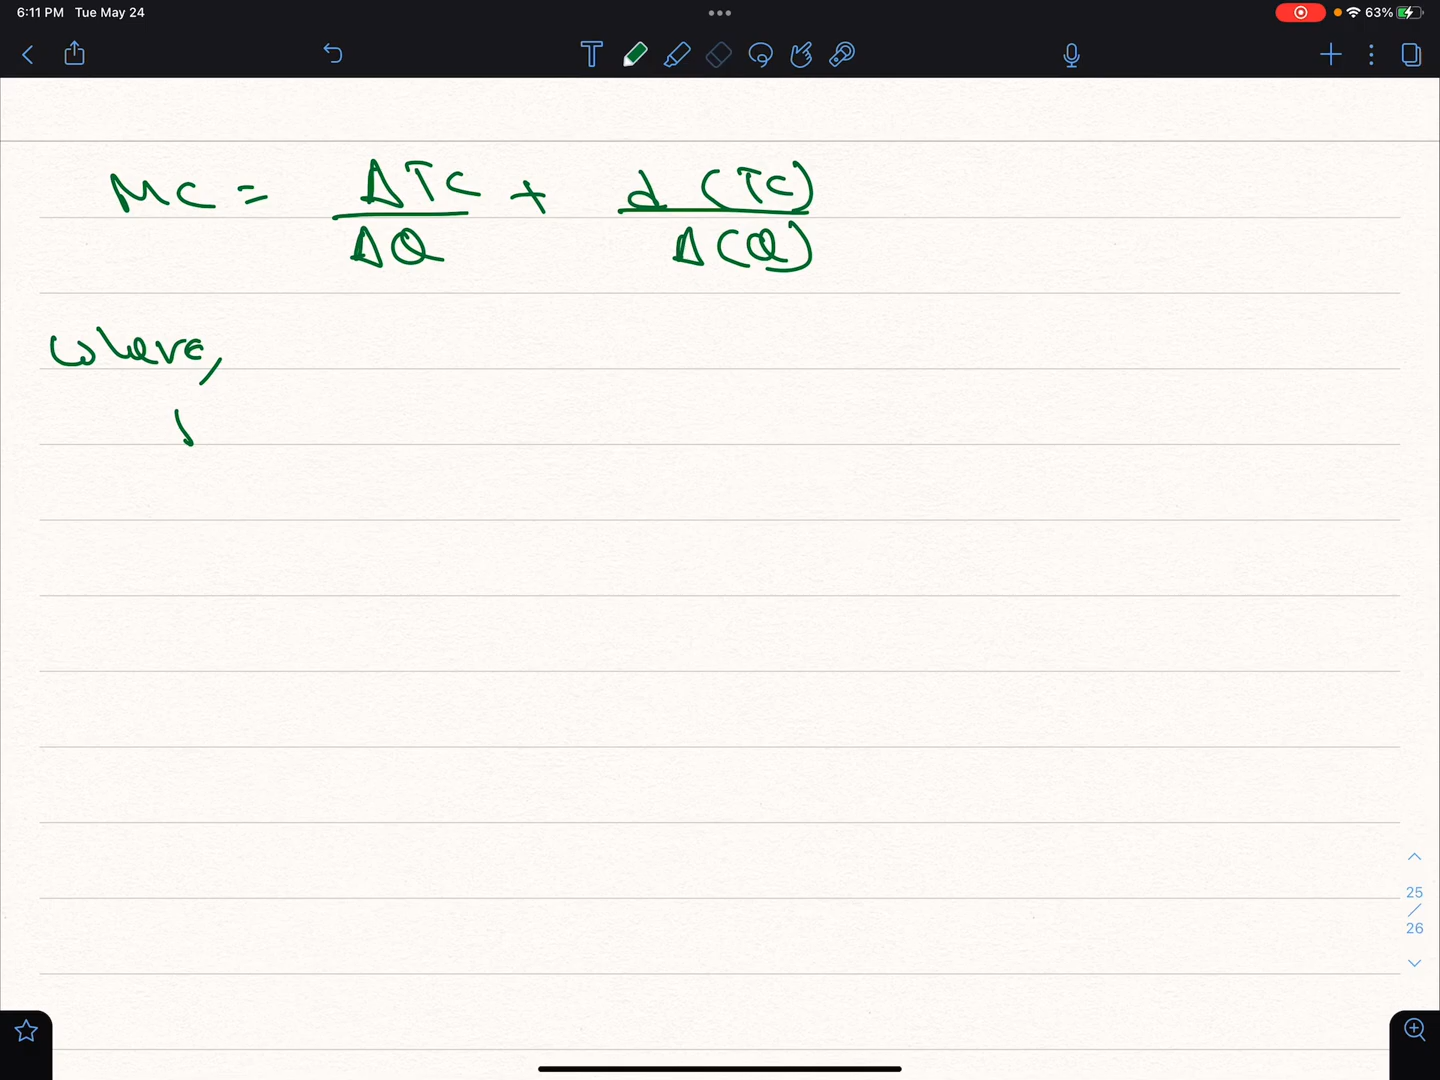 6:11 PM Tue May 24
63%
MC = ΔTC / ΔQ + d (TC) / Δ(Q)
where,
25
/
26